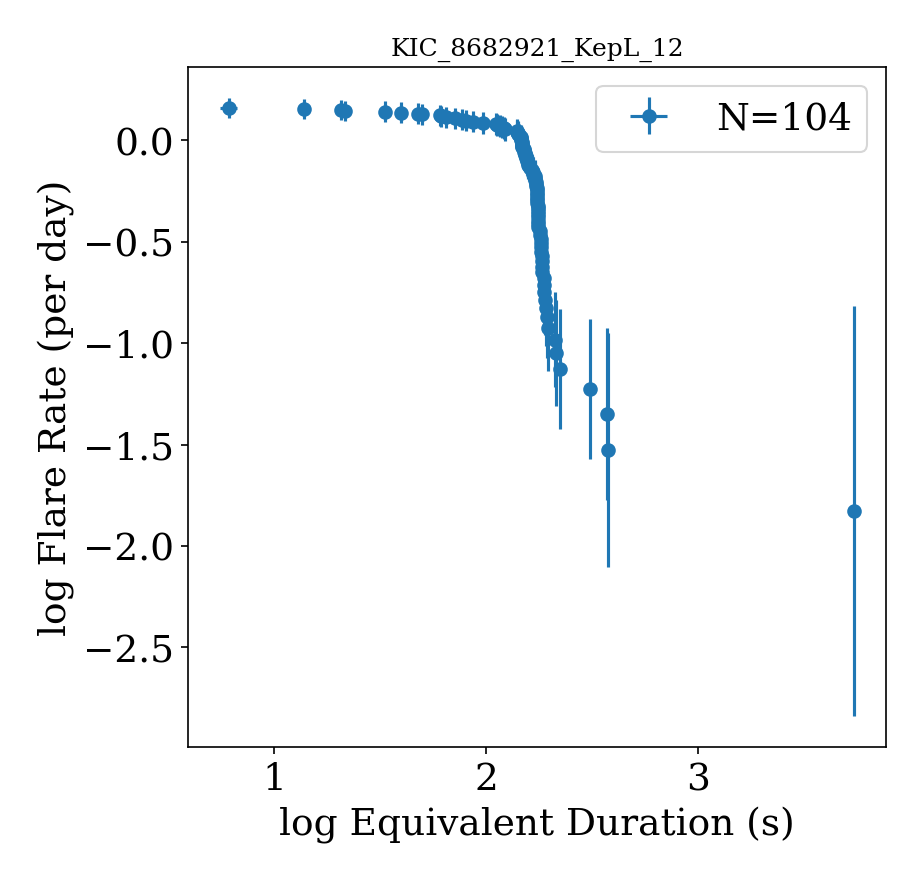 KIC_8682921_KepL_12
N=104
log Flare Rate (per day)
0.0
−0.5
−1.0
−1.5
−2.0
−2.5
1 2 3
log Equivalent Duration (s)